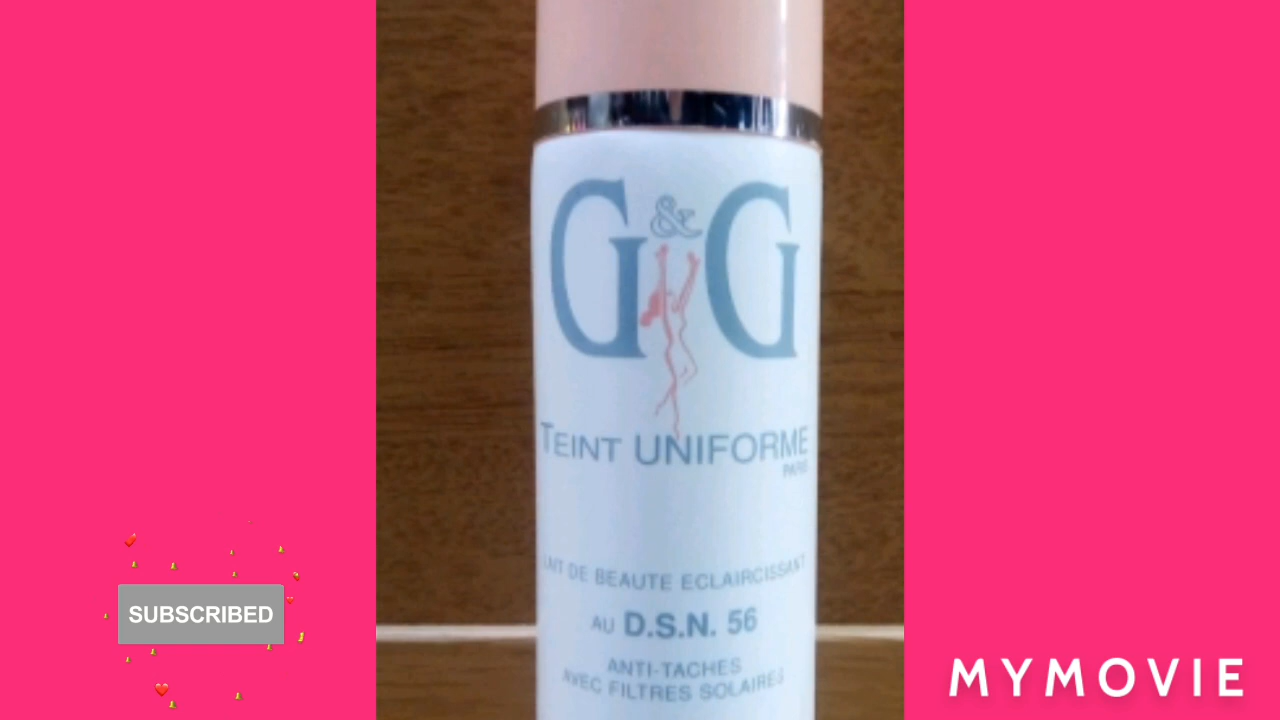 G&G
TEINT UNIFORME
PARIS
LAIT DE BEAUTE ECLAIRCISSANT
AU D.S.N. 56
ANTI-TACHES
AVEC FILTRES SOLAIRES
SUBSCRIBED
MYMOVIE